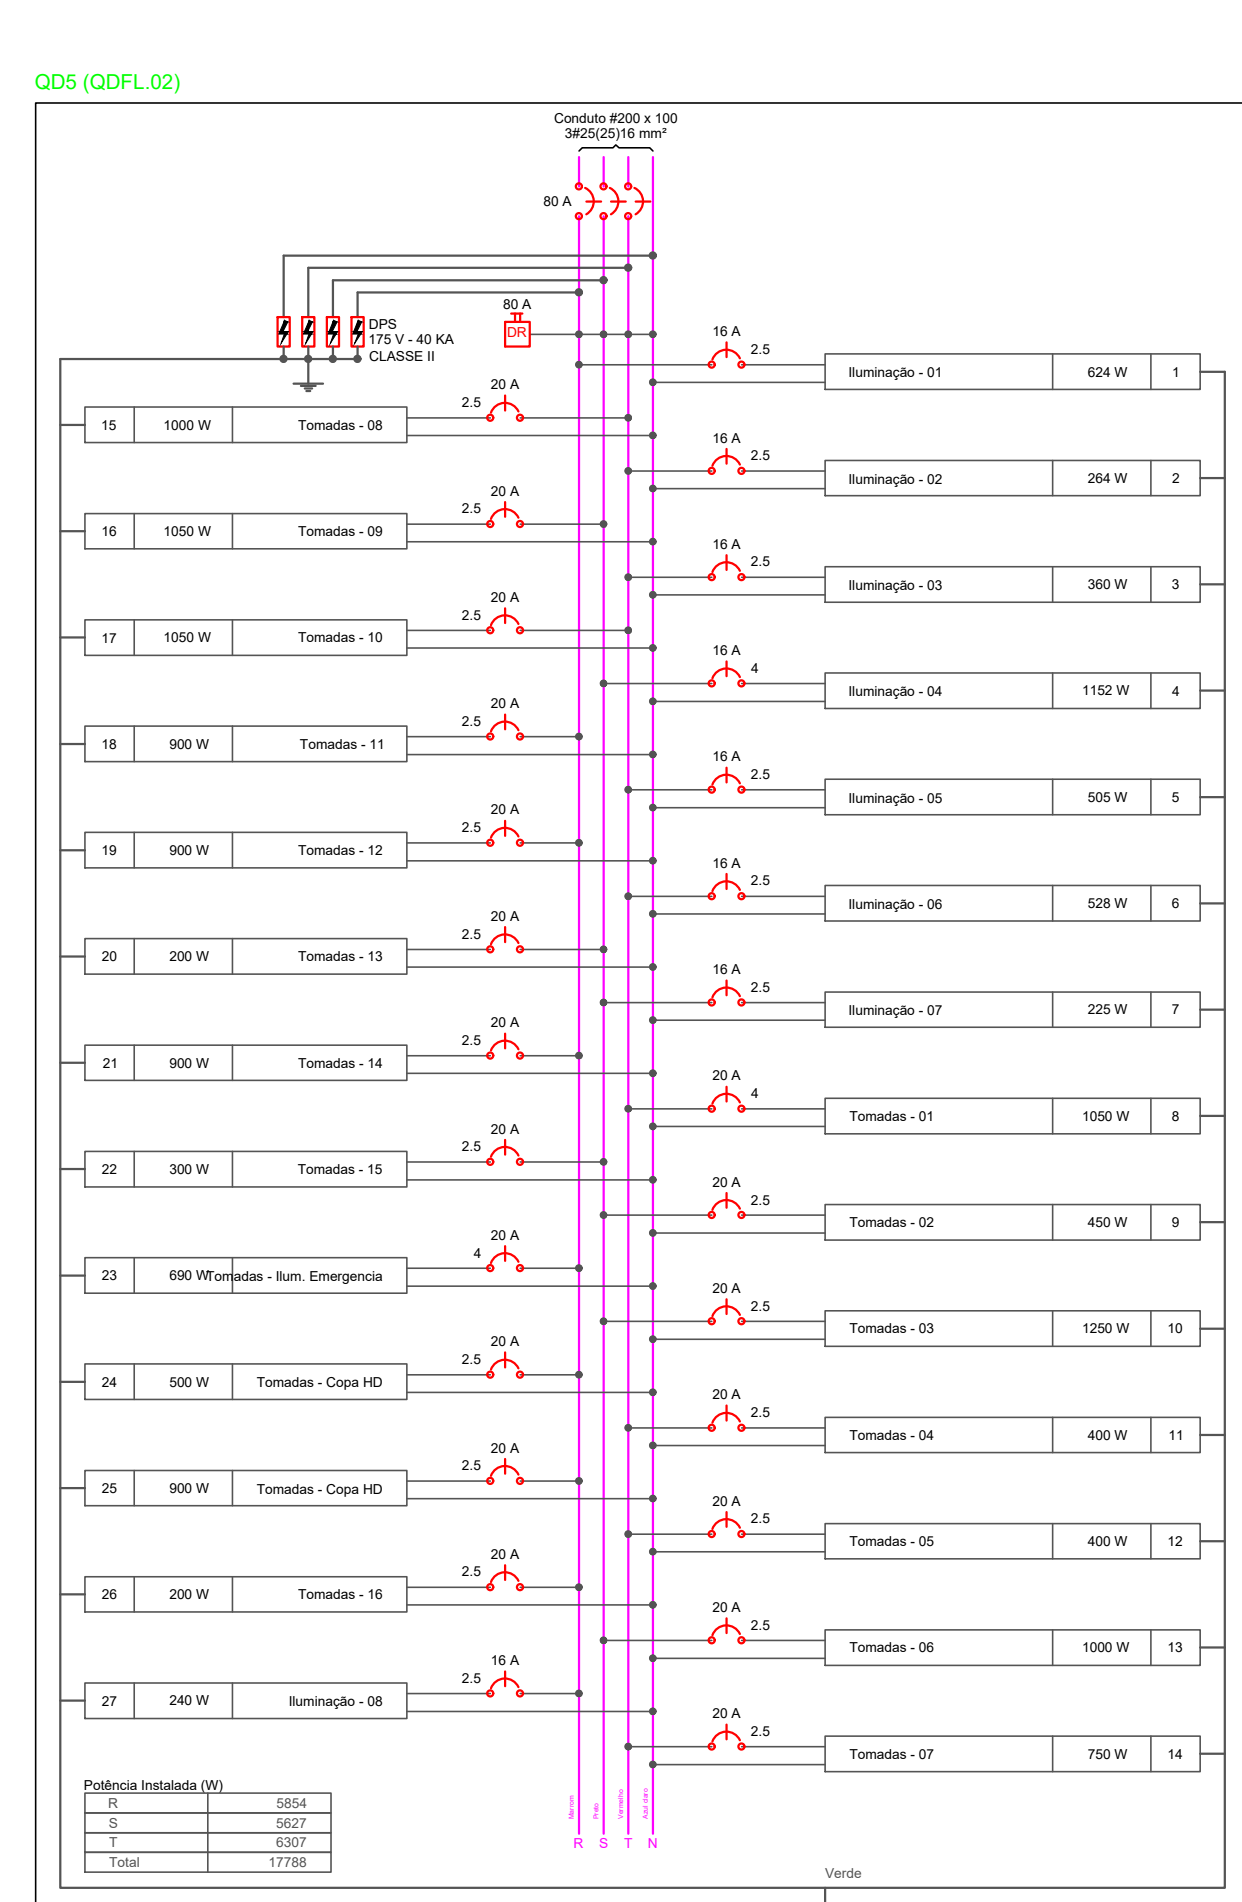 QD5 (QDFL.02)
Conduto #200 x 100
3#25(25)16 mm²
80 A
80 A
DR
DPS
175 V - 40 KA
CLASSE II
16 A
2.5
Iluminação - 01 624 W 1
20 A
2.5
15 1000 W Tomadas - 08
16 A
2.5
Iluminação - 02 264 W 2
20 A
2.5
16 1050 W Tomadas - 09
16 A
2.5
Iluminação - 03 360 W 3
20 A
2.5
17 1050 W Tomadas - 10
16 A
4
Iluminação - 04 1152 W 4
20 A
2.5
18 900 W Tomadas - 11
16 A
2.5
Iluminação - 05 505 W 5
20 A
2.5
19 900 W Tomadas - 12
16 A
2.5
Iluminação - 06 528 W 6
20 A
2.5
20 200 W Tomadas - 13
16 A
2.5
Iluminação - 07 225 W 7
20 A
2.5
21 900 W Tomadas - 14
20 A
4
Tomadas - 01 1050 W 8
20 A
2.5
22 300 W Tomadas - 15
20 A
2.5
Tomadas - 02 450 W 9
20 A
4
23 690 W Tomadas - Ilum. Emergencia
20 A
2.5
Tomadas - 03 1250 W 10
20 A
2.5
24 500 W Tomadas - Copa HD
20 A
2.5
Tomadas - 04 400 W 11
20 A
2.5
25 900 W Tomadas - Copa HD
20 A
2.5
Tomadas - 05 400 W 12
20 A
2.5
26 200 W Tomadas - 16
20 A
2.5
Tomadas - 06 1000 W 13
16 A
2.5
27 240 W Iluminação - 08
20 A
2.5
Tomadas - 07 750 W 14
Potência Instalada (W)
R 5854
S 5627
T 6307
Total 17788
Marrom
Preto
Vermelho
Azul claro
R S T N
Verde